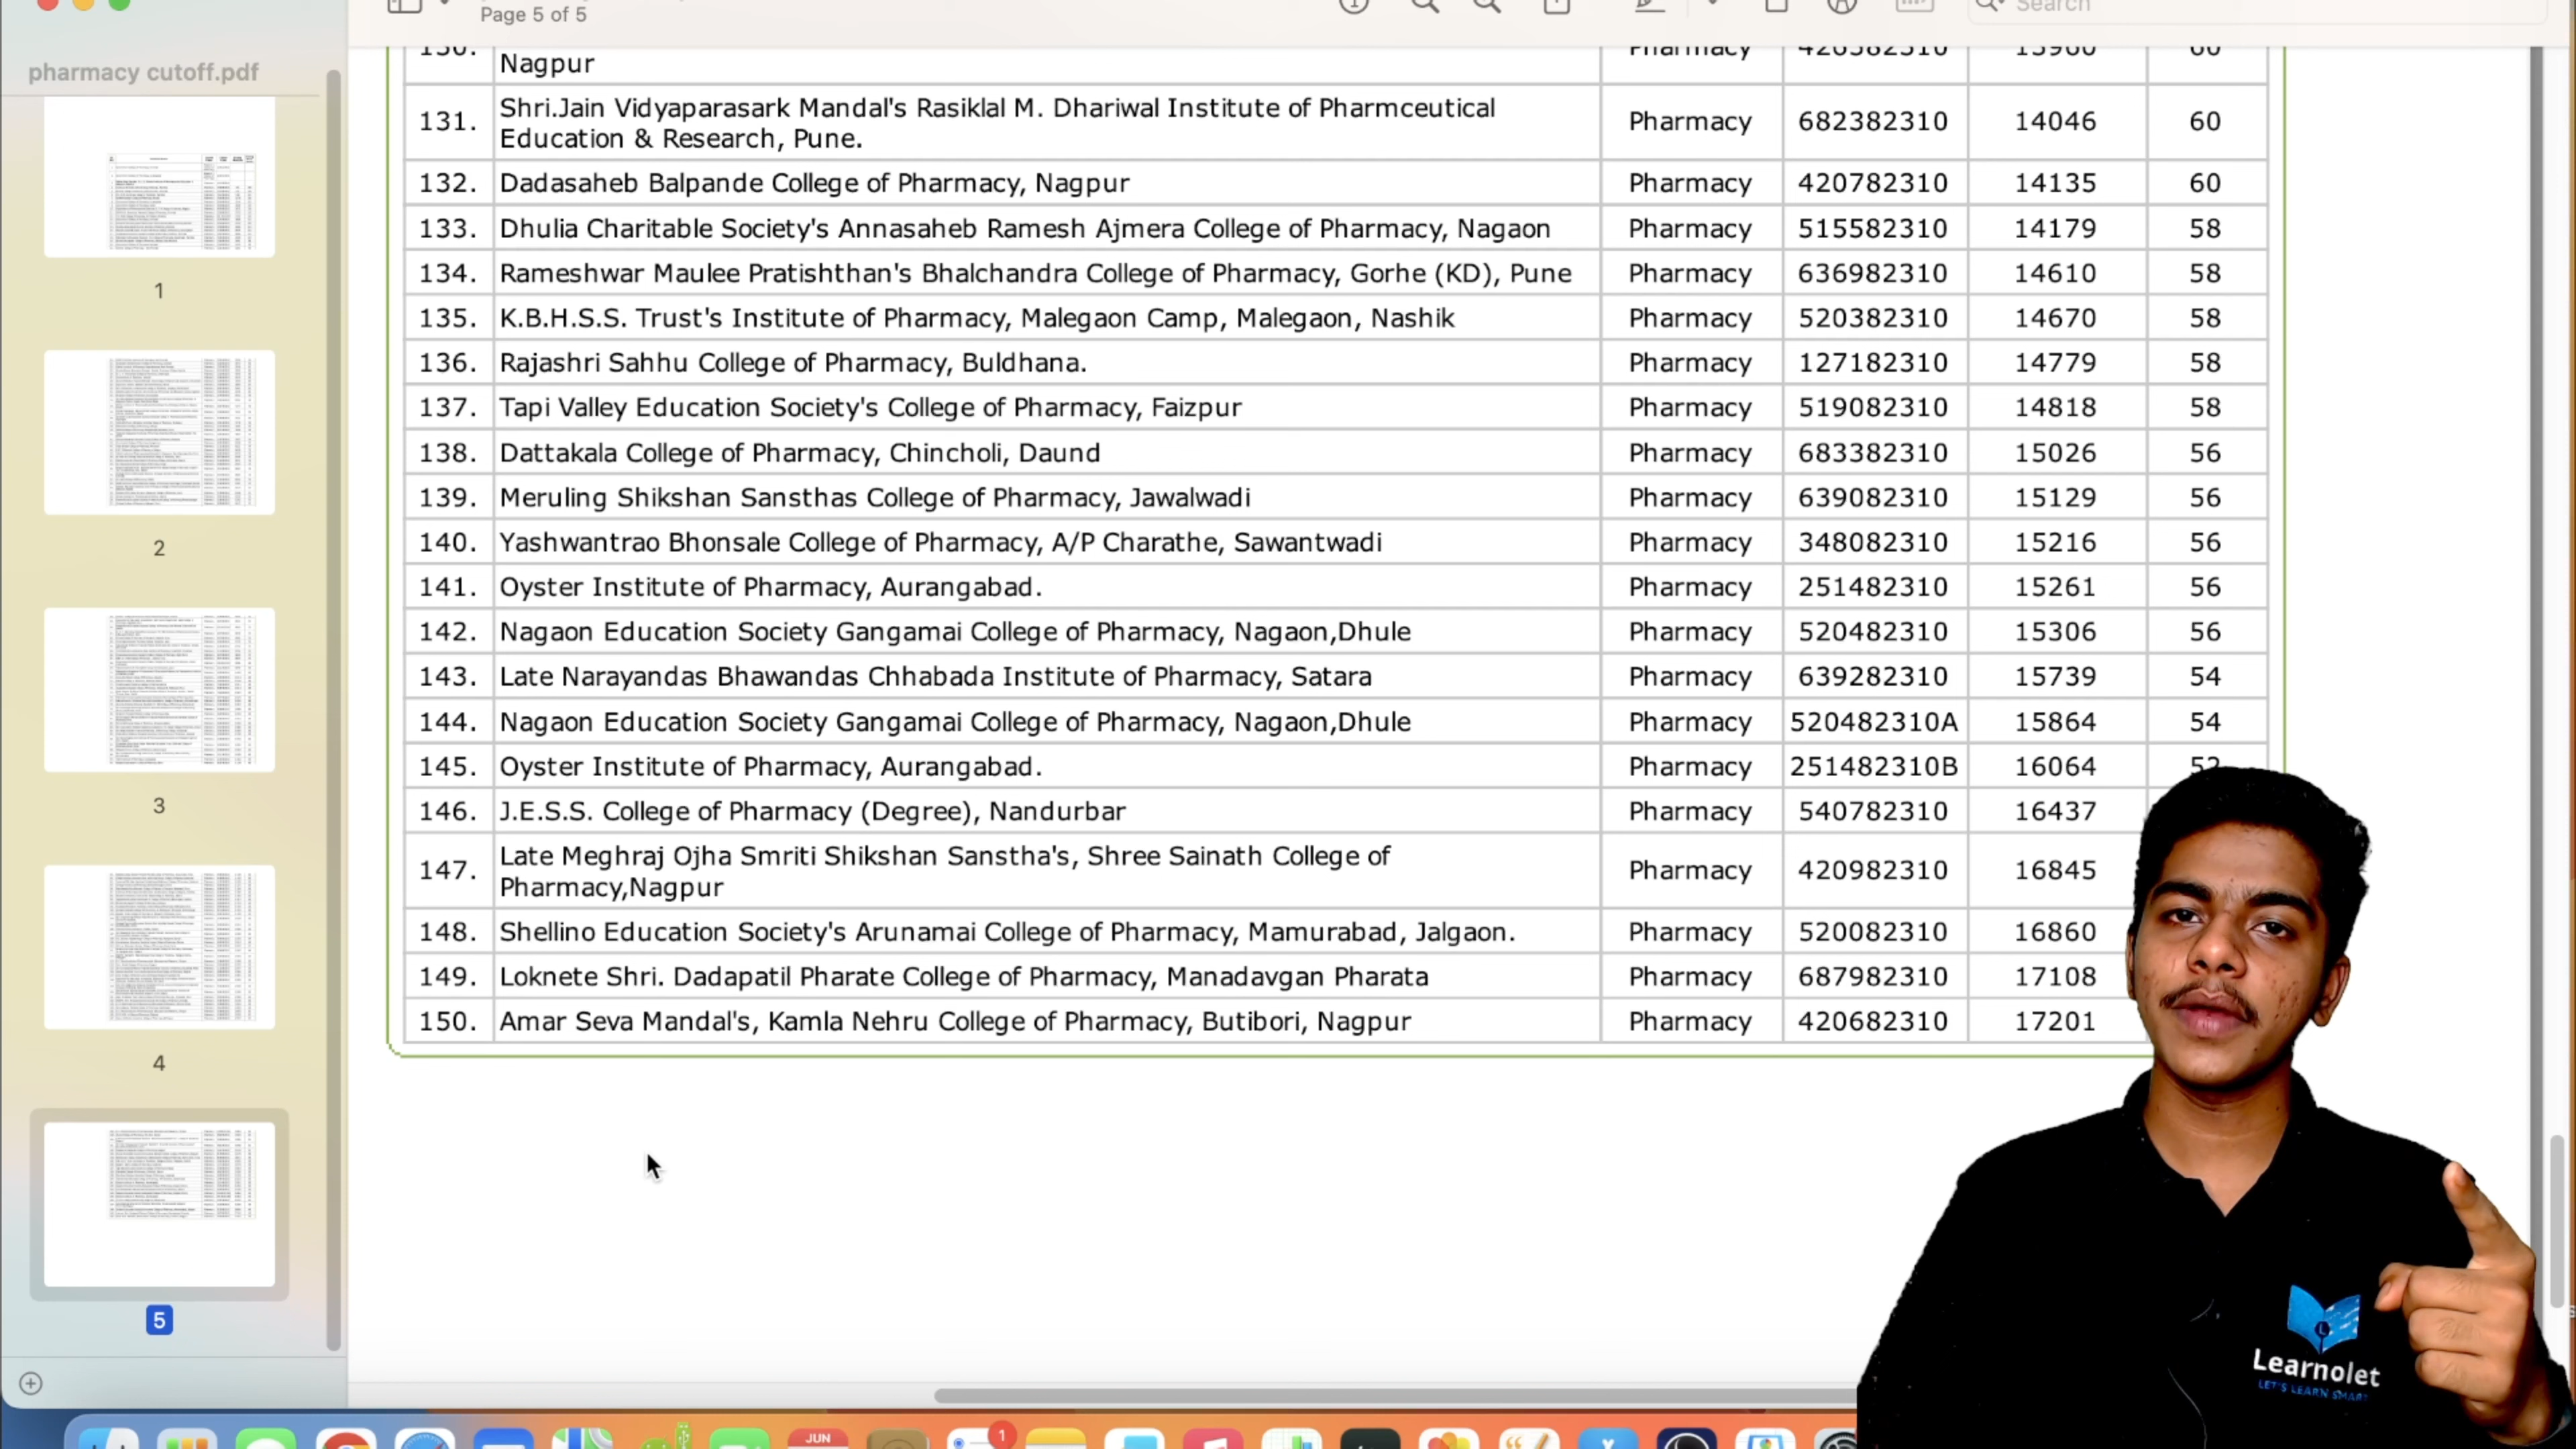 Page 5 of 5
Search
pharmacy cutoff.pdf
1
2
3
4
5
130. Pharmacy 13960 60
Nagpur
131. Shri.Jain Vidyaparasark Mandal's Rasiklal M. Dhariwal Institute of Pharmceutical Education & Research, Pune. Pharmacy 682382310 14046 60
132. Dadasaheb Balpande College of Pharmacy, Nagpur Pharmacy 420782310 14135 60
133. Dhulia Charitable Society's Annasaheb Ramesh Ajmera College of Pharmacy, Nagaon Pharmacy 515582310 14179 58
134. Rameshwar Maulee Pratishthan's Bhalchandra College of Pharmacy, Gorhe (KD), Pune Pharmacy 636982310 14610 58
135. K.B.H.S.S. Trust's Institute of Pharmacy, Malegaon Camp, Malegaon, Nashik Pharmacy 520382310 14670 58
136. Rajashri Sahhu College of Pharmacy, Buldhana. Pharmacy 127182310 14779 58
137. Tapi Valley Education Society's College of Pharmacy, Faizpur Pharmacy 519082310 14818 58
138. Dattakala College of Pharmacy, Chincholi, Daund Pharmacy 683382310 15026 56
139. Meruling Shikshan Sansthas College of Pharmacy, Jawalwadi Pharmacy 639082310 15129 56
140. Yashwantrao Bhonsale College of Pharmacy, A/P Charathe, Sawantwadi Pharmacy 348082310 15216 56
141. Oyster Institute of Pharmacy, Aurangabad. Pharmacy 251482310 15261 56
142. Nagaon Education Society Gangamai College of Pharmacy, Nagaon,Dhule Pharmacy 520482310 15306 56
143. Late Narayandas Bhawandas Chhabada Institute of Pharmacy, Satara Pharmacy 639282310 15739 54
144. Nagaon Education Society Gangamai College of Pharmacy, Nagaon,Dhule Pharmacy 520482310A 15864 54
145. Oyster Institute of Pharmacy, Aurangabad. Pharmacy 251482310B 16064 52
146. J.E.S.S. College of Pharmacy (Degree), Nandurbar Pharmacy 540782310 16437
147. Late Meghraj Ojha Smriti Shikshan Sanstha's, Shree Sainath College of Pharmacy,Nagpur Pharmacy 420982310 16845
148. Shellino Education Society's Arunamai College of Pharmacy, Mamurabad, Jalgaon. Pharmacy 520082310 16860
149. Loknete Shri. Dadapatil Pharate College of Pharmacy, Manadavgan Pharata Pharmacy 687982310 17108
150. Amar Seva Mandal's, Kamla Nehru College of Pharmacy, Butibori, Nagpur Pharmacy 420682310 17201
Learnolet
LET'S LEARN SMART
JUN
1